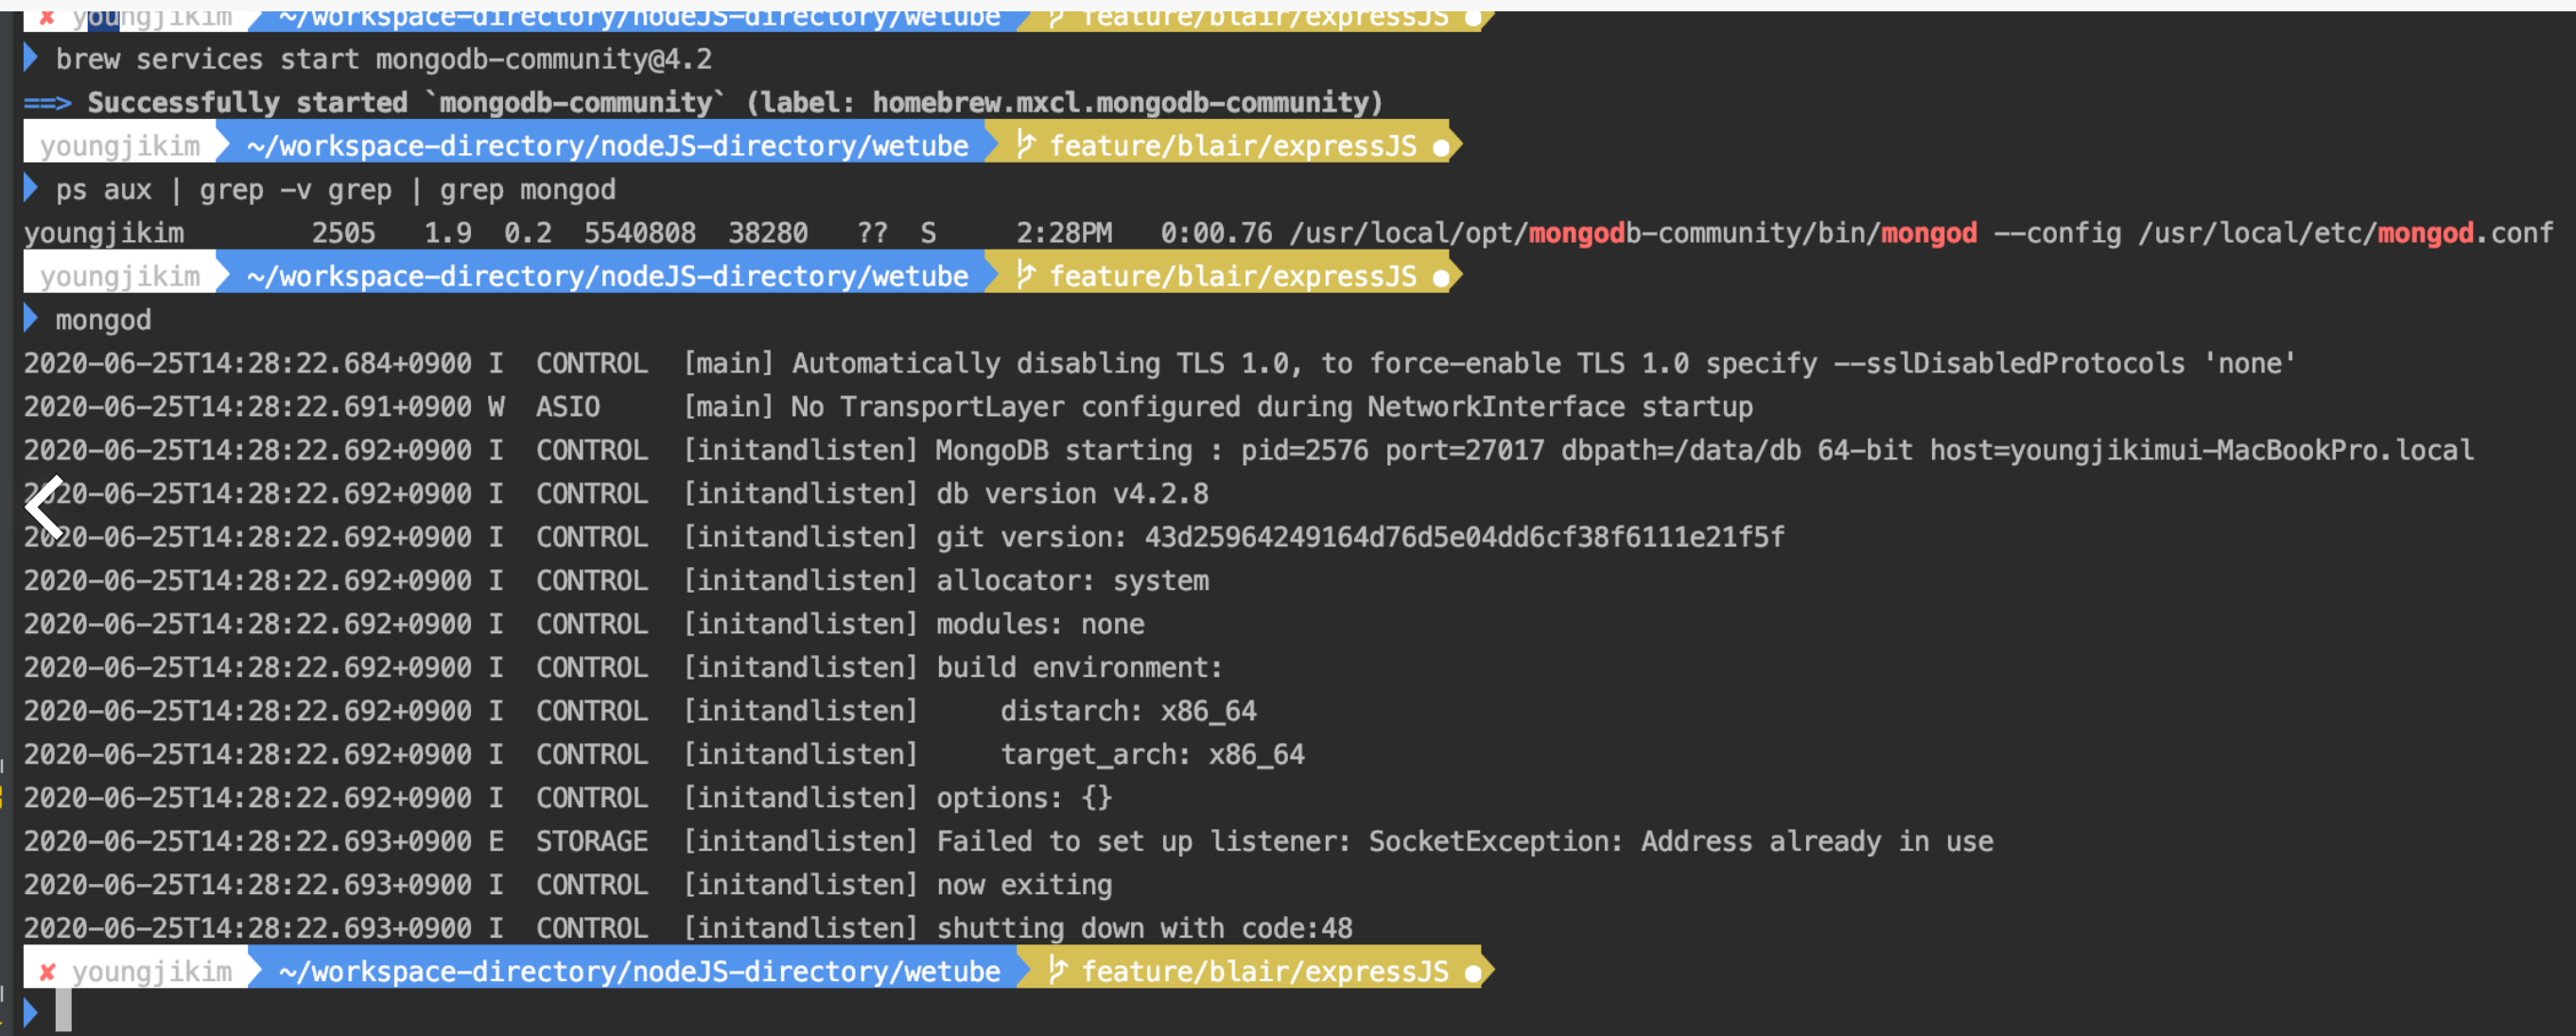 ✘ youngjikim ~/workspace-directory/nodeJS-directory/wetube feature/blair/expressJS ●
brew services start mongodb-community@4.2
==> Successfully started `mongodb-community` (label: homebrew.mxcl.mongodb-community)
youngjikim ~/workspace-directory/nodeJS-directory/wetube feature/blair/expressJS ●
ps aux | grep -v grep | grep mongod
youngjikim 2505 1.9 0.2 5540808 38280 ?? S 2:28PM 0:00.76 /usr/local/opt/mongodb-community/bin/mongod --config /usr/local/etc/mongod.conf
youngjikim ~/workspace-directory/nodeJS-directory/wetube feature/blair/expressJS ●
mongod
2020-06-25T14:28:22.684+0900 I CONTROL [main] Automatically disabling TLS 1.0, to force-enable TLS 1.0 specify --sslDisabledProtocols 'none'
2020-06-25T14:28:22.691+0900 W ASIO [main] No TransportLayer configured during NetworkInterface startup
2020-06-25T14:28:22.692+0900 I CONTROL [initandlisten] MongoDB starting : pid=2576 port=27017 dbpath=/data/db 64-bit host=youngjikimui-MacBookPro.local
2020-06-25T14:28:22.692+0900 I CONTROL [initandlisten] db version v4.2.8
2020-06-25T14:28:22.692+0900 I CONTROL [initandlisten] git version: 43d25964249164d76d5e04dd6cf38f6111e21f5f
2020-06-25T14:28:22.692+0900 I CONTROL [initandlisten] allocator: system
2020-06-25T14:28:22.692+0900 I CONTROL [initandlisten] modules: none
2020-06-25T14:28:22.692+0900 I CONTROL [initandlisten] build environment:
2020-06-25T14:28:22.692+0900 I CONTROL [initandlisten] distarch: x86_64
2020-06-25T14:28:22.692+0900 I CONTROL [initandlisten] target_arch: x86_64
2020-06-25T14:28:22.692+0900 I CONTROL [initandlisten] options: {}
2020-06-25T14:28:22.693+0900 E STORAGE [initandlisten] Failed to set up listener: SocketException: Address already in use
2020-06-25T14:28:22.693+0900 I CONTROL [initandlisten] now exiting
2020-06-25T14:28:22.693+0900 I CONTROL [initandlisten] shutting down with code:48
✘ youngjikim ~/workspace-directory/nodeJS-directory/wetube feature/blair/expressJS ●